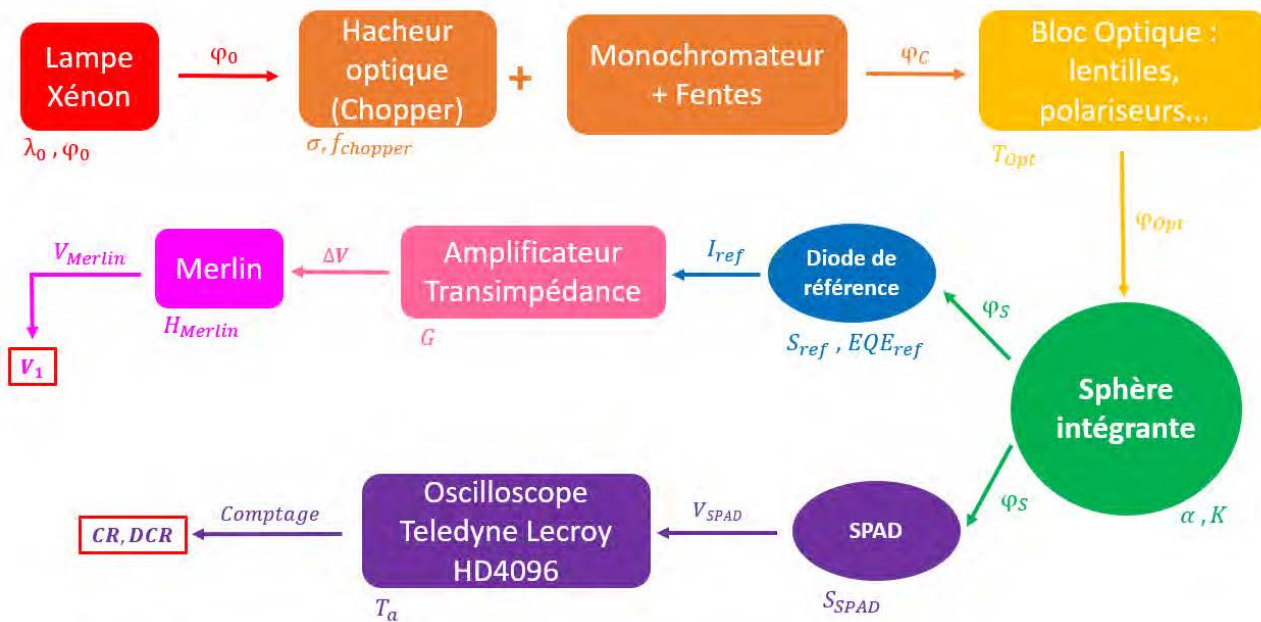 Lampe
Xénon
λ₀ , φ₀
φ₀
Hacheur
optique
(Chopper)
σ, f_chopper
+
Monochromateur
+ Fentes
φ_C
Bloc Optique :
lentilles,
polariseurs...
T_Opt
φ_Opt
Sphère
intégrante
α , K
φ_S
Diode de
référence
S_ref , EQE_ref
I_ref
Amplificateur
Transimpédance
G
ΔV
Merlin
H_Merlin
V_Merlin
V₁
φ_S
SPAD
S_SPAD
V_SPAD
Oscilloscope
Teledyne Lecroy
HD4096
T_a
Comptage
CR, DCR